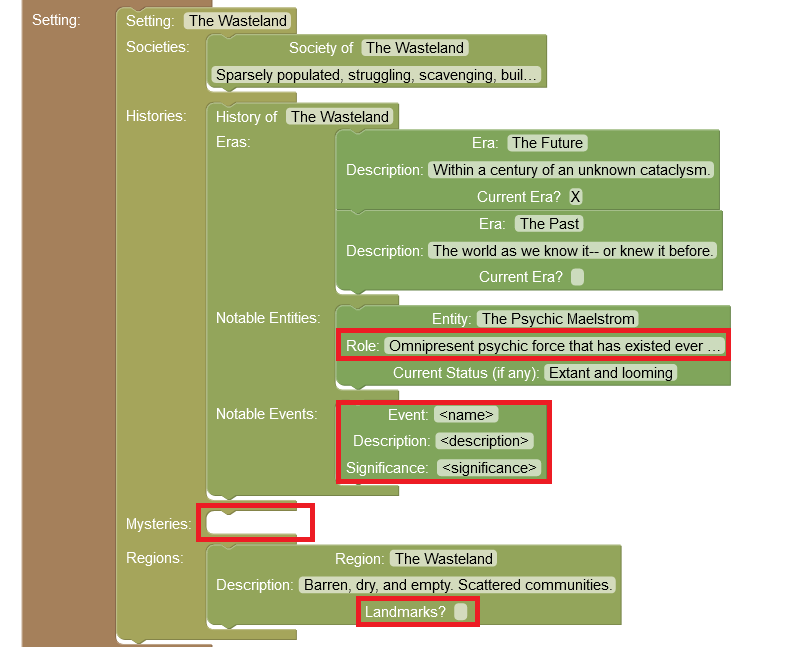 Setting:
Setting: The Wasteland
Societies:
Society of The Wasteland
Sparsely populated, struggling, scavenging, buil...
Histories:
History of The Wasteland
Eras:
Era: The Future
Description: Within a century of an unknown cataclysm.
Current Era? X
Era: The Past
Description: The world as we know it-- or knew it before.
Current Era?
Notable Entities:
Entity: The Psychic Maelstrom
Role: Omnipresent psychic force that has existed ever ...
Current Status (if any): Extant and looming
Notable Events:
Event: <name>
Description: <description>
Significance: <significance>
Mysteries:
Regions:
Region: The Wasteland
Description: Barren, dry, and empty. Scattered communities.
Landmarks?